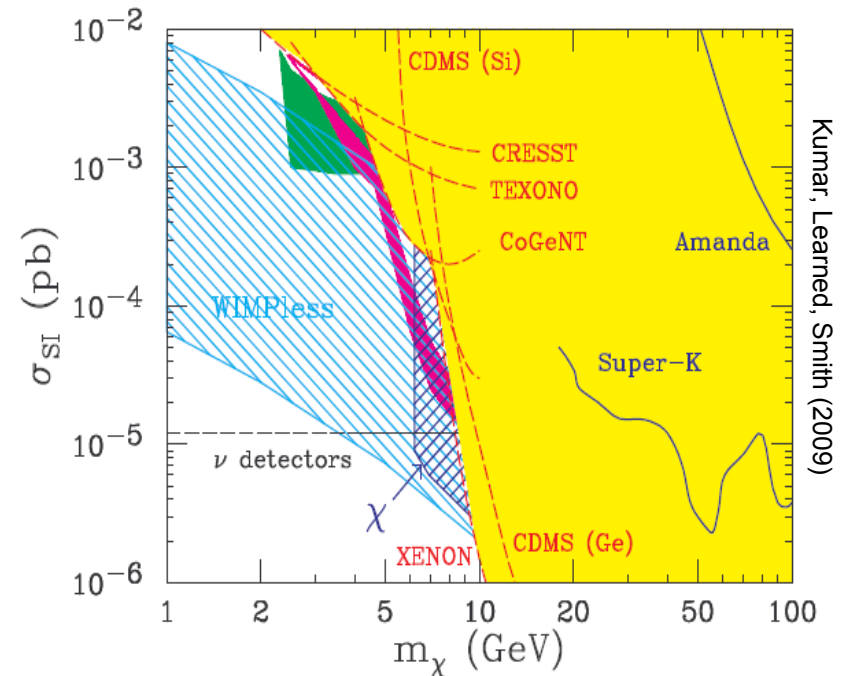 10⁻²
10⁻³
10⁻⁴
10⁻⁵
10⁻⁶
σ_SI (pb)
CDMS (Si)
CRESST
TEXONO
CoGeNT
Amanda
WIMPless
Super-K
ν detectors
χ
XENON
CDMS (Ge)
1 2 5 10 20 50 100
m_χ (GeV)
Kumar, Learned, Smith (2009)